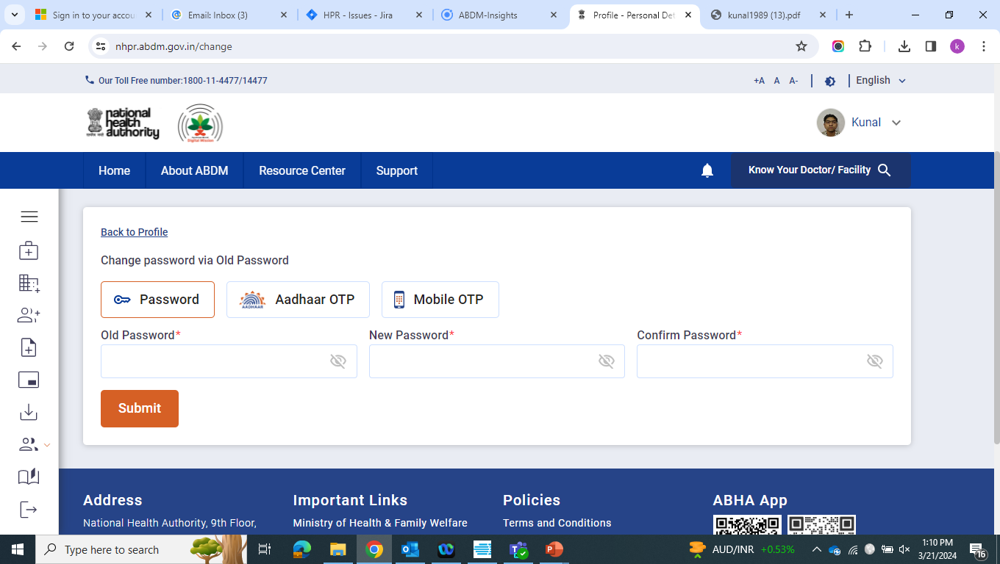 Sign in to your accou
Email: Inbox (3)
HPR - Issues - Jira
ABDM-Insights
Profile - Personal Det
kunal1989 (13).pdf
nhpr.abdm.gov.in/change
k
Our Toll Free number:1800-11-4477/14477
+A A A-
English
national
health
authority
Digital Mission
Kunal
Home
About ABDM
Resource Center
Support
Know Your Doctor/ Facility
Back to Profile
Change password via Old Password
Password
Aadhaar OTP
AADHAAR
Mobile OTP
Old Password*
New Password*
Confirm Password*
Submit
Address
Important Links
Policies
ABHA App
National Health Authority, 9th Floor,
Ministry of Health & Family Welfare
Terms and Conditions
Type here to search
AUD/INR +0.53%
1:10 PM
3/21/2024
16